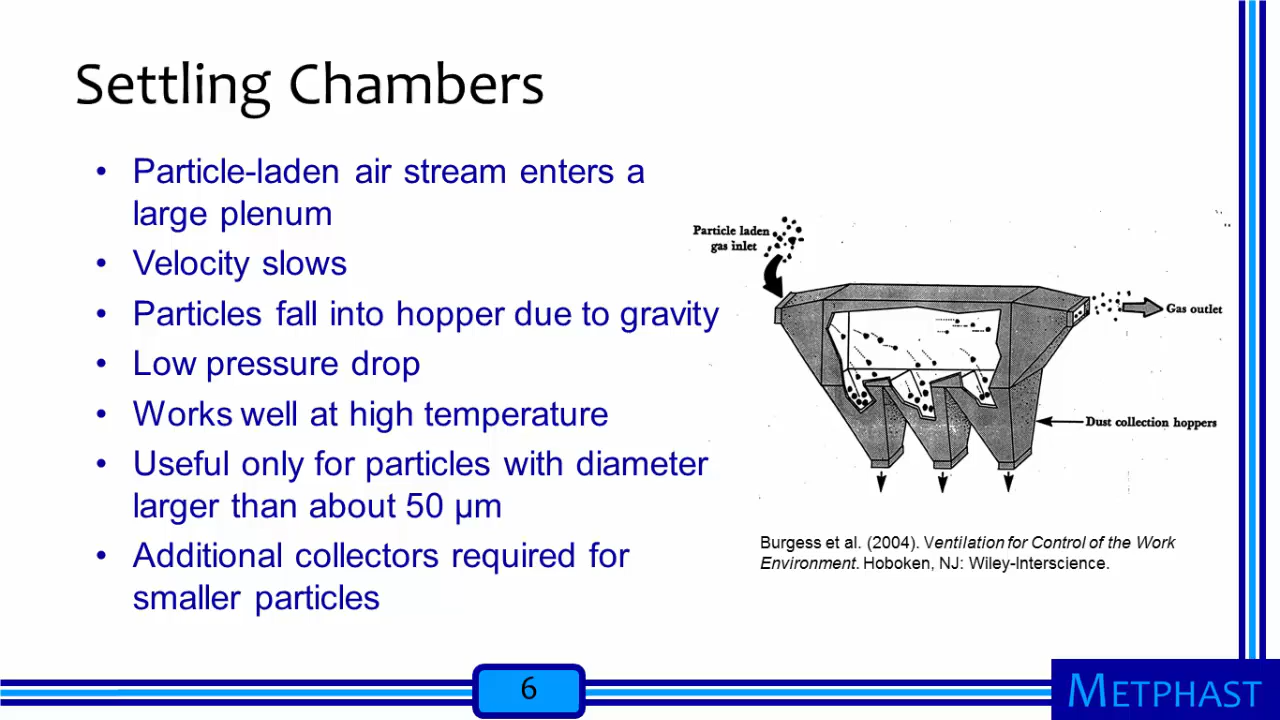 Settling Chambers
• Particle-laden air stream enters a
large plenum
• Velocity slows
• Particles fall into hopper due to gravity
• Low pressure drop
• Works well at high temperature
• Useful only for particles with diameter
larger than about 50 µm
• Additional collectors required for
smaller particles
Particle laden
gas inlet
Gas outlet
Dust collection hoppers
Burgess et al. (2004). Ventilation for Control of the Work
Environment. Hoboken, NJ: Wiley-Interscience.
6
METPHAST